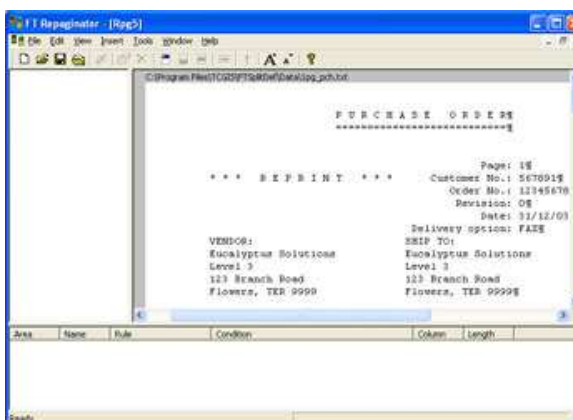 FT Repaginator - [Rpg5]
File Edit View Insert Tools Window Help
C:\Program Files\TCGIS\FTSplitDef\Data\1pg_pch.txt
P U R C H A S E O R D E R¶
============================¶
Page: 1¶
* * * R E P R I N T * * * Customer No.: 567891¶
Order No.: 12345678
Revision: 0¶
Date: 31/12/03
Delivery option: FAX¶
VENDOR: SHIP TO:
Eucalyptus Solutions Eucalyptus Solutions
Level 3 Level 3
123 Branch Road 123 Branch Road
Flowers, TER 9999 Flowers, TER 9999¶
Area Name Rule Condition Column Length
Ready